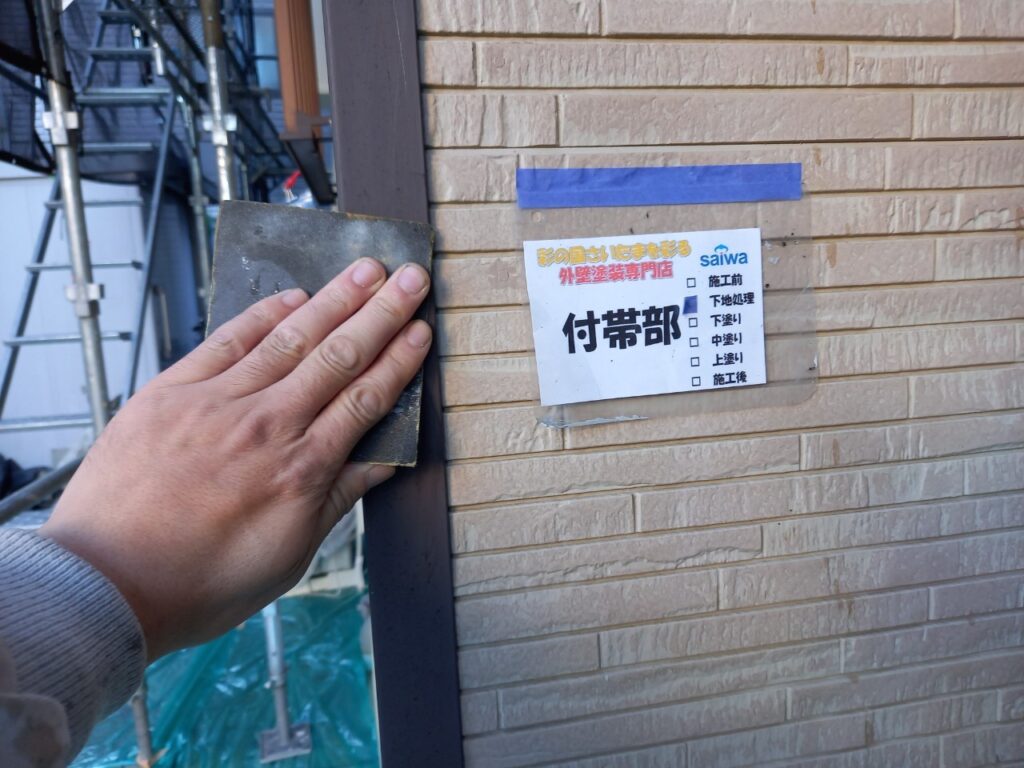 彩の国さいたまを彩る
外壁塗装専門店
saiwa
付帯部
□ 施工前
下地処理
□ 下塗り
□ 中塗り
□ 上塗り
□ 施工後